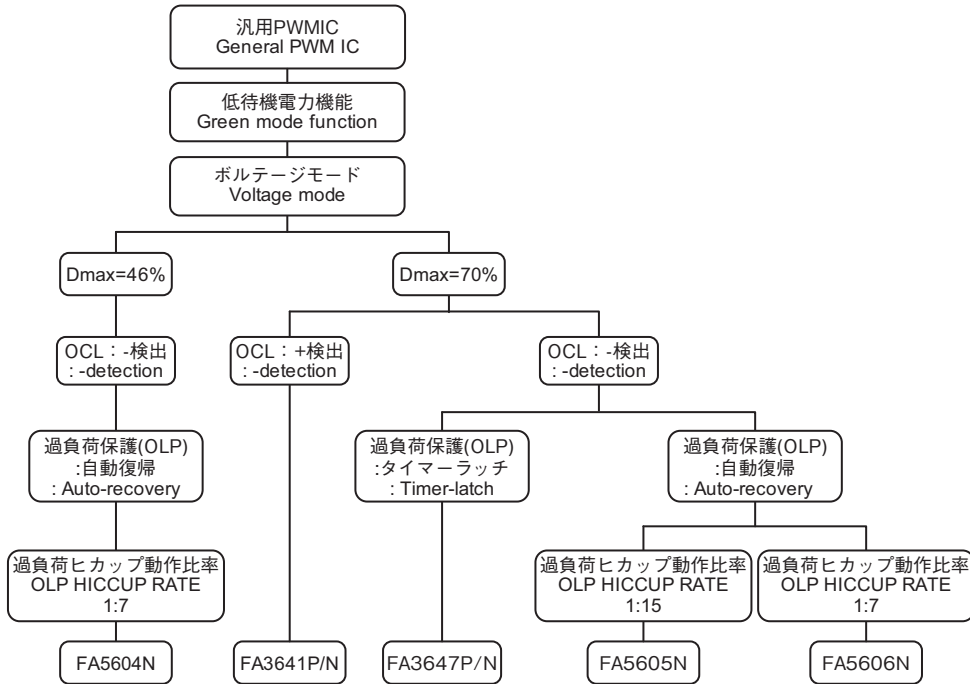 汎用PWMIC
General PWM IC
低待機電力機能
Green mode function
ボルテージモード
Voltage mode
Dmax=46%
Dmax=70%
OCL：-検出
: -detection
OCL：+検出
: -detection
OCL：-検出
: -detection
過負荷保護(OLP)
:自動復帰
: Auto-recovery
過負荷保護(OLP)
:タイマーラッチ
: Timer-latch
過負荷保護(OLP)
:自動復帰
: Auto-recovery
過負荷ヒカップ動作比率
OLP HICCUP RATE
1:7
過負荷ヒカップ動作比率
OLP HICCUP RATE
1:15
過負荷ヒカップ動作比率
OLP HICCUP RATE
1:7
FA5604N
FA3641P/N
FA3647P/N
FA5605N
FA5606N